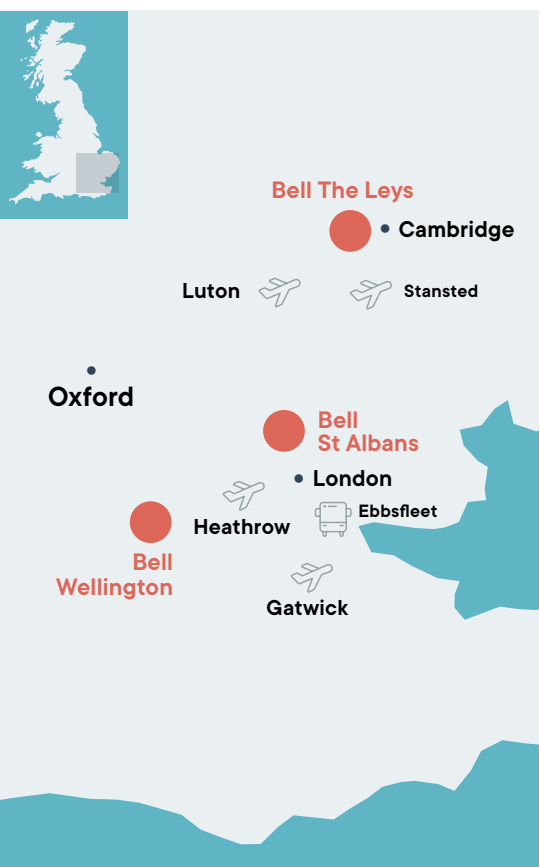 Bell The Leys
Cambridge
Luton
Stansted
Oxford
Bell
St Albans
London
Ebbsfleet
Heathrow
Bell
Wellington
Gatwick